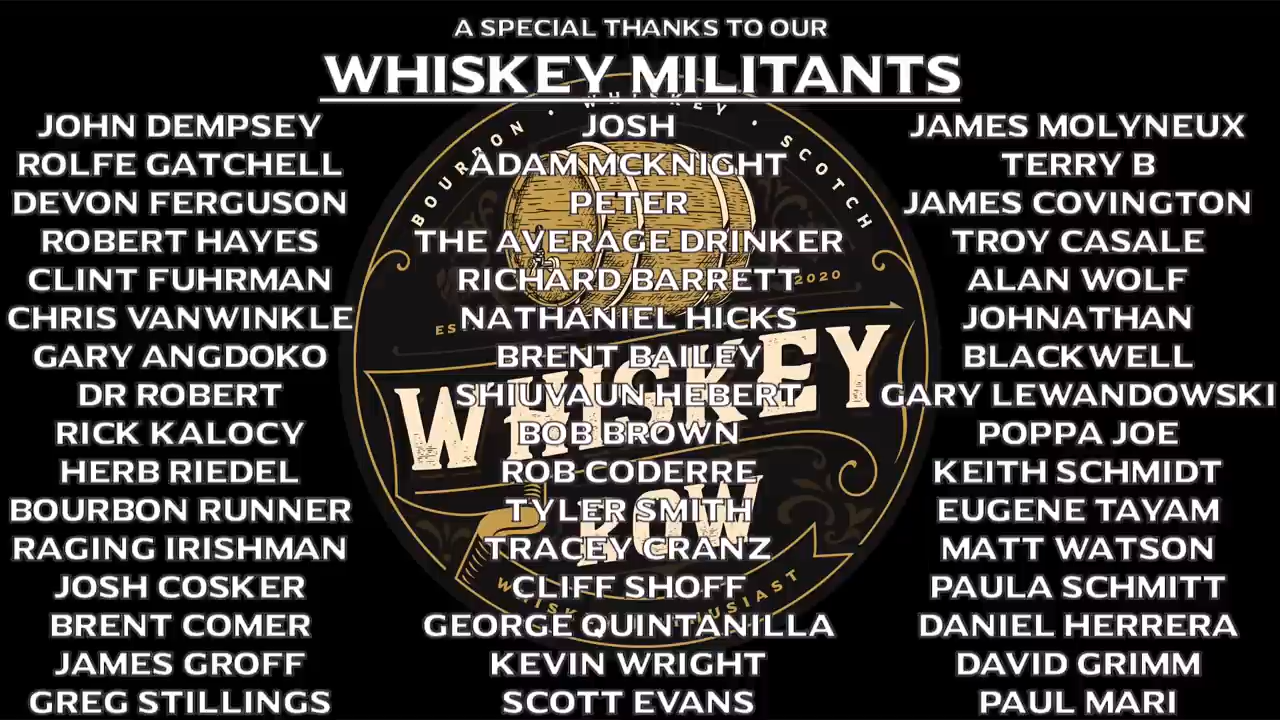 A SPECIAL THANKS TO OUR
WHISKEY MILITANTS
JOHN DEMPSEY
ROLFE GATCHELL
DEVON FERGUSON
ROBERT HAYES
CLINT FUHRMAN
CHRIS VANWINKLE
GARY ANGDOKO
DR ROBERT
RICK KALOCY
HERB RIEDEL
BOURBON RUNNER
RAGING IRISHMAN
JOSH COSKER
BRENT COMER
JAMES GROFF
GREG STILLINGS
JOSH
ADAM MCKNIGHT
PETER
THE AVERAGE DRINKER
RICHARD BARRETT
NATHANIEL HICKS
BRENT BAILEY
SHIUVAUN HEBERT
BOB BROWN
ROB CODERRE
TYLER SMITH
TRACEY CRANZ
CLIFF SHOFF
GEORGE QUINTANILLA
KEVIN WRIGHT
SCOTT EVANS
JAMES MOLYNEUX
TERRY B
JAMES COVINGTON
TROY CASALE
ALAN WOLF
JOHNATHAN
BLACKWELL
GARY LEWANDOWSKI
POPPA JOE
KEITH SCHMIDT
EUGENE TAYAM
MATT WATSON
PAULA SCHMITT
DANIEL HERRERA
DAVID GRIMM
PAUL MARI
BOURBON • WHISKEY • SCOTCH
2020
WHISKEY
ROW